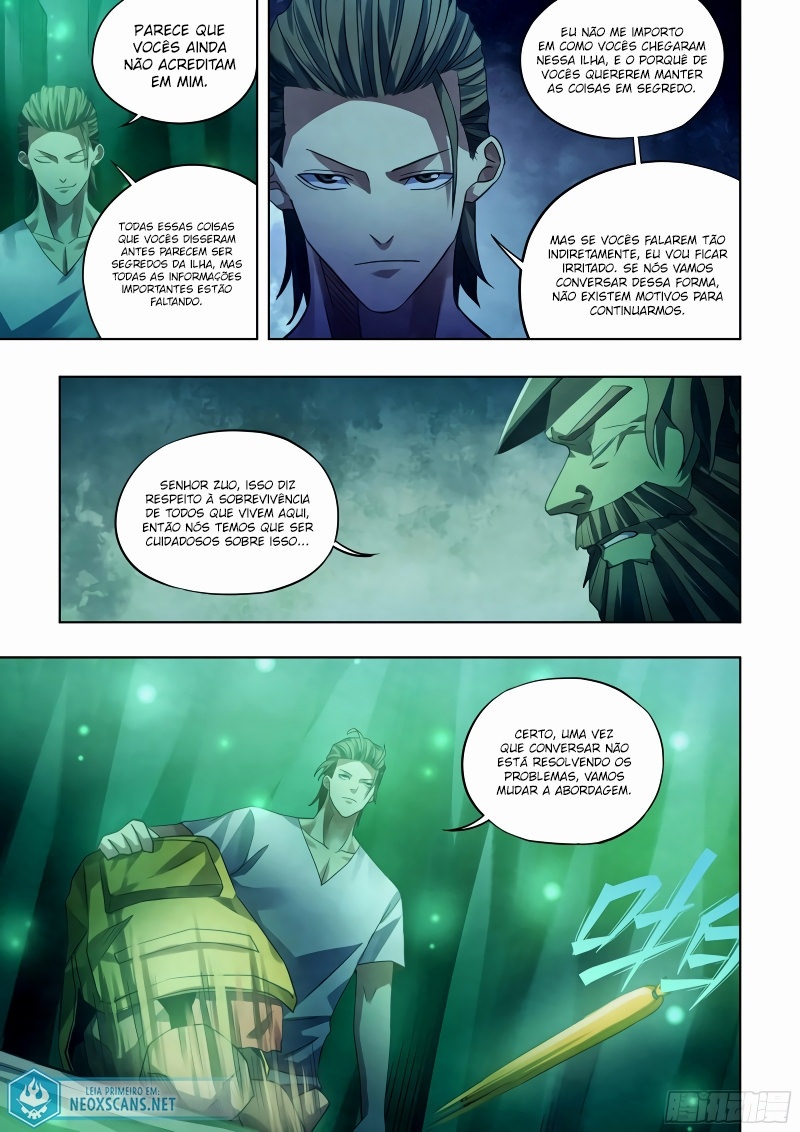 PARECE QUE
VOCÊS AINDA
NÃO ACREDITAM
EM MIM.
TODAS ESSAS COISAS
QUE VOCÊS DISSERAM
ANTES PARECEM SER
SEGREDOS DA ILHA, MAS
TODAS AS INFORMAÇÕES
IMPORTANTES ESTÃO
FALTANDO.
EU NÃO ME IMPORTO
EM COMO VOCÊS CHEGARAM
NESSA ILHA, E O PORQUÊ DE
VOCÊS QUEREREM MANTER
AS COISAS EM SEGREDO.
MAS SE VOCÊS FALAREM TÃO
INDIRETAMENTE, EU VOU FICAR
IRRITADO. SE NÓS VAMOS
CONVERSAR DESSA FORMA,
NÃO EXISTEM MOTIVOS PARA
CONTINUARMOS.
SENHOR ZUO, ISSO DIZ
RESPEITO À SOBREVIVÊNCIA
DE TODOS QUE VIVEM AQUI,
ENTÃO NÓS TEMOS QUE SER
CUIDADOSOS SOBRE ISSO...
CERTO, UMA VEZ
QUE CONVERSAR NÃO
ESTÁ RESOLVENDO OS
PROBLEMAS, VAMOS
MUDAR A ABORDAGEM.
LEIA PRIMEIRO EM:
NEOXSCANS.NET
腾讯动漫